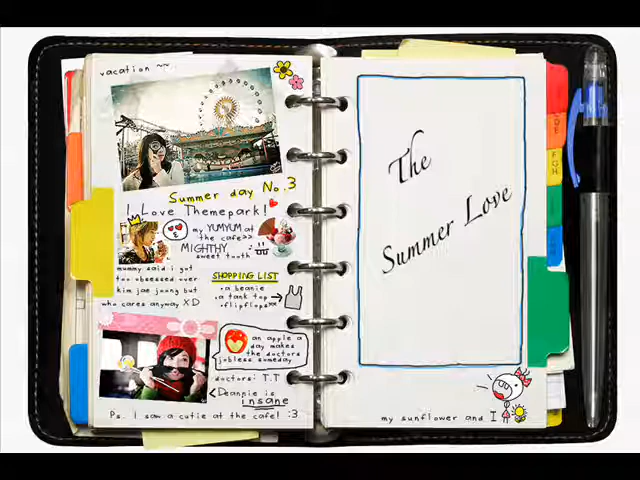 vacation ~~
Summer day No.3
I Love Themepark!
my YUMYUM at
the cafe>>
MIGHTHY
sweet tooth
mummy said i got
too obsessed over
kim jae joong but
who cares anyway XD
SHOPPING LIST
• a beanie
• a tank top →
• flipflops**
an apple a
day makes
the doctors
jobless someday
doctors: T.T
<Deannie is
insane
Ps. I saw a cutie at the cafe! :3
The
Summer Love
my sunflower and I